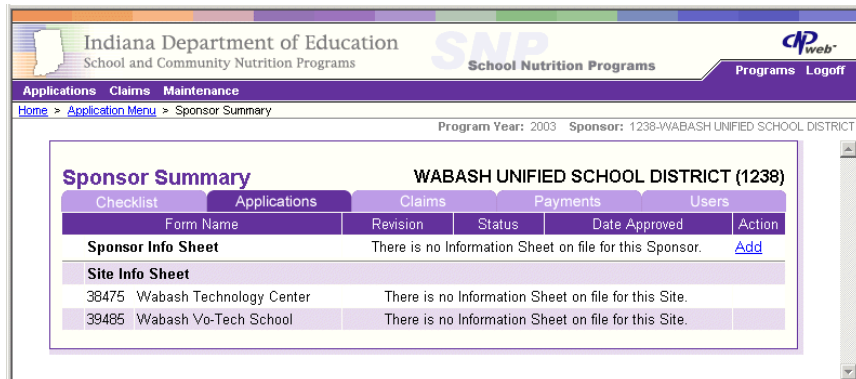 Indiana Department of Education
School and Community Nutrition Programs
SNP
School Nutrition Programs
CNPweb
Programs Logoff
Applications Claims Maintenance
Home > Application Menu > Sponsor Summary
Program Year: 2003 Sponsor: 1238-WABASH UNIFIED SCHOOL DISTRICT
Sponsor Summary WABASH UNIFIED SCHOOL DISTRICT (1238)
Checklist Applications Claims Payments Users
Form Name Revision Status Date Approved Action
Sponsor Info Sheet There is no Information Sheet on file for this Sponsor. Add
Site Info Sheet
38475 Wabash Technology Center There is no Information Sheet on file for this Site.
39485 Wabash Vo-Tech School There is no Information Sheet on file for this Site.